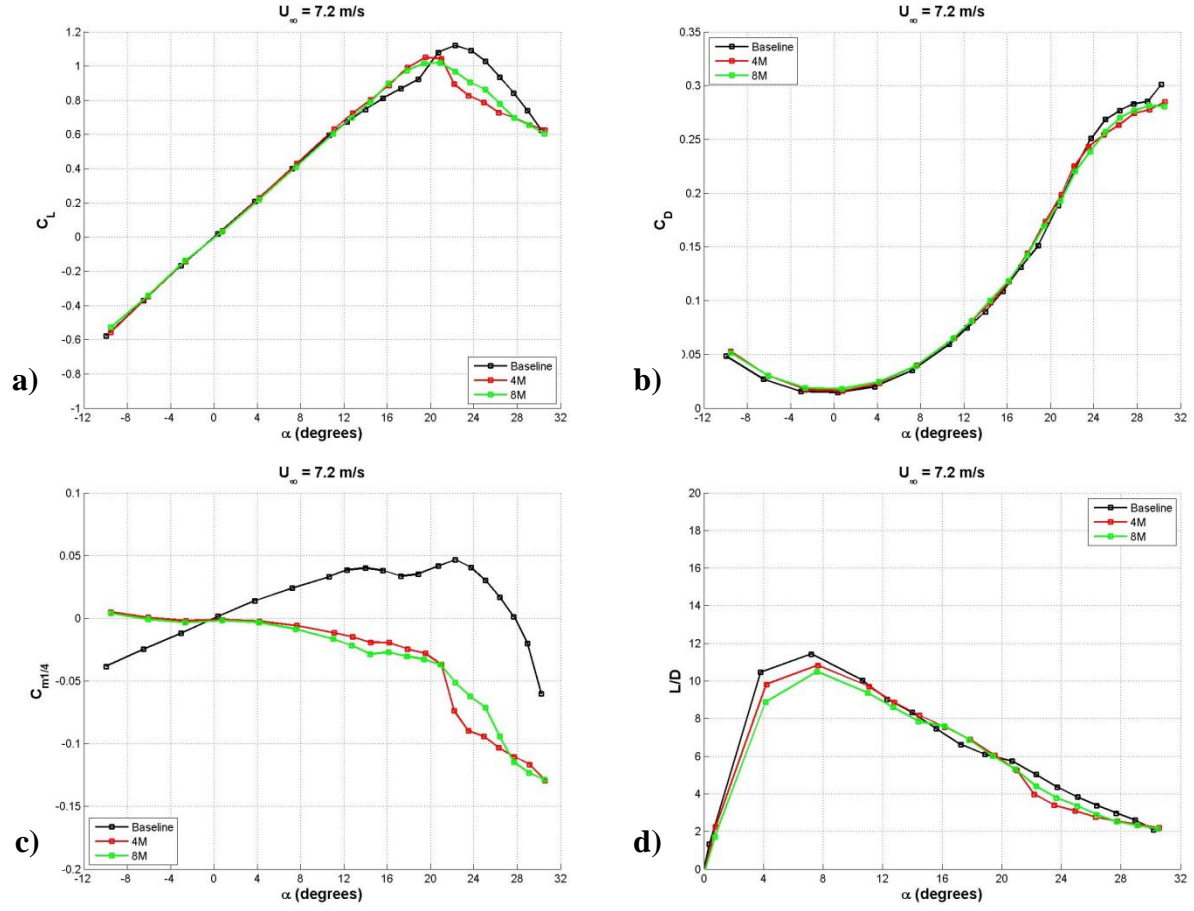 U∞ = 7.2 m/s
1.2
1
0.8
0.6
0.4
0.2
0
-0.2
-0.4
-0.6
-0.8
-1
C_L
-12 -8 -4 0 4 8 12 16 20 24 28 32
α (degrees)
Baseline
4M
8M
a)
U∞ = 7.2 m/s
0.35
0.3
0.25
0.2
0.15
0.1
0.05
0
C_D
-12 -8 -4 0 4 8 12 16 20 24 28 32
α (degrees)
Baseline
4M
8M
b)
U∞ = 7.2 m/s
0.1
0.05
0
-0.05
-0.1
-0.15
-0.2
C_m1/4
-12 -8 -4 0 4 8 12 16 20 24 28 32
α (degrees)
Baseline
4M
8M
c)
U∞ = 7.2 m/s
20
18
16
14
12
10
8
6
4
2
0
L/D
0 4 8 12 16 20 24 28 32
α (degrees)
Baseline
4M
8M
d)